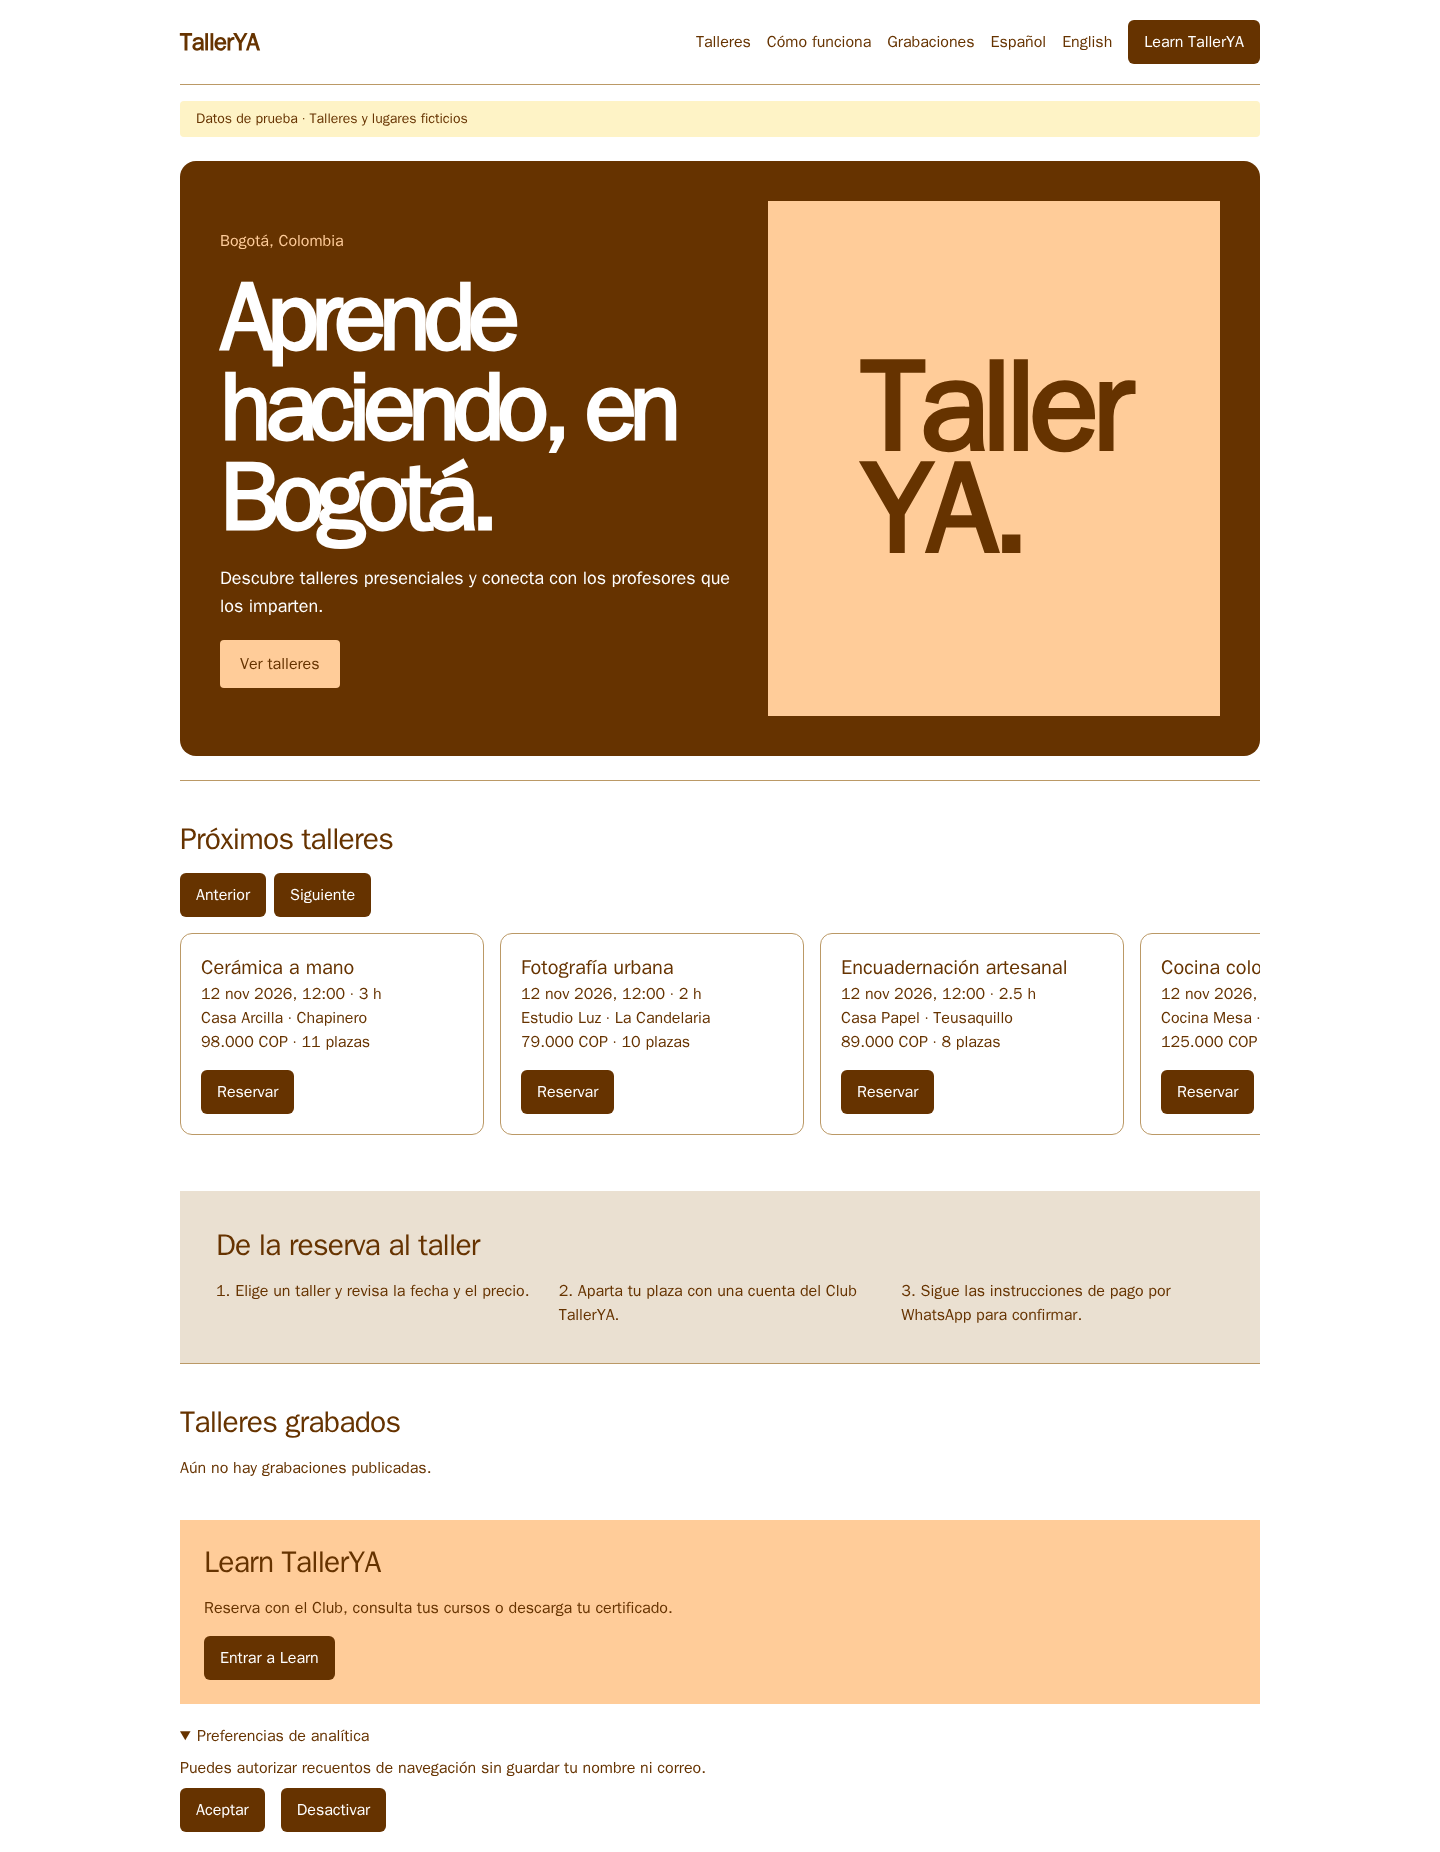 TallerYA
Talleres Cómo funciona Grabaciones Español English Learn TallerYA
Datos de prueba · Talleres y lugares ficticios
Bogotá, Colombia
Aprende
haciendo, en
Bogotá.
Descubre talleres presenciales y conecta con los profesores que
los imparten.
Ver talleres
Taller
YA.
Próximos talleres
Anterior Siguiente
Cerámica a mano
12 nov 2026, 12:00 · 3 h
Casa Arcilla · Chapinero
98.000 COP · 11 plazas
Reservar
Fotografía urbana
12 nov 2026, 12:00 · 2 h
Estudio Luz · La Candelaria
79.000 COP · 10 plazas
Reservar
Encuadernación artesanal
12 nov 2026, 12:00 · 2.5 h
Casa Papel · Teusaquillo
89.000 COP · 8 plazas
Reservar
Cocina colo
12 nov 2026,
Cocina Mesa ·
125.000 COP
Reservar
De la reserva al taller
1. Elige un taller y revisa la fecha y el precio.
2. Aparta tu plaza con una cuenta del Club
TallerYA.
3. Sigue las instrucciones de pago por
WhatsApp para confirmar.
Talleres grabados
Aún no hay grabaciones publicadas.
Learn TallerYA
Reserva con el Club, consulta tus cursos o descarga tu certificado.
Entrar a Learn
▼ Preferencias de analítica
Puedes autorizar recuentos de navegación sin guardar tu nombre ni correo.
Aceptar Desactivar